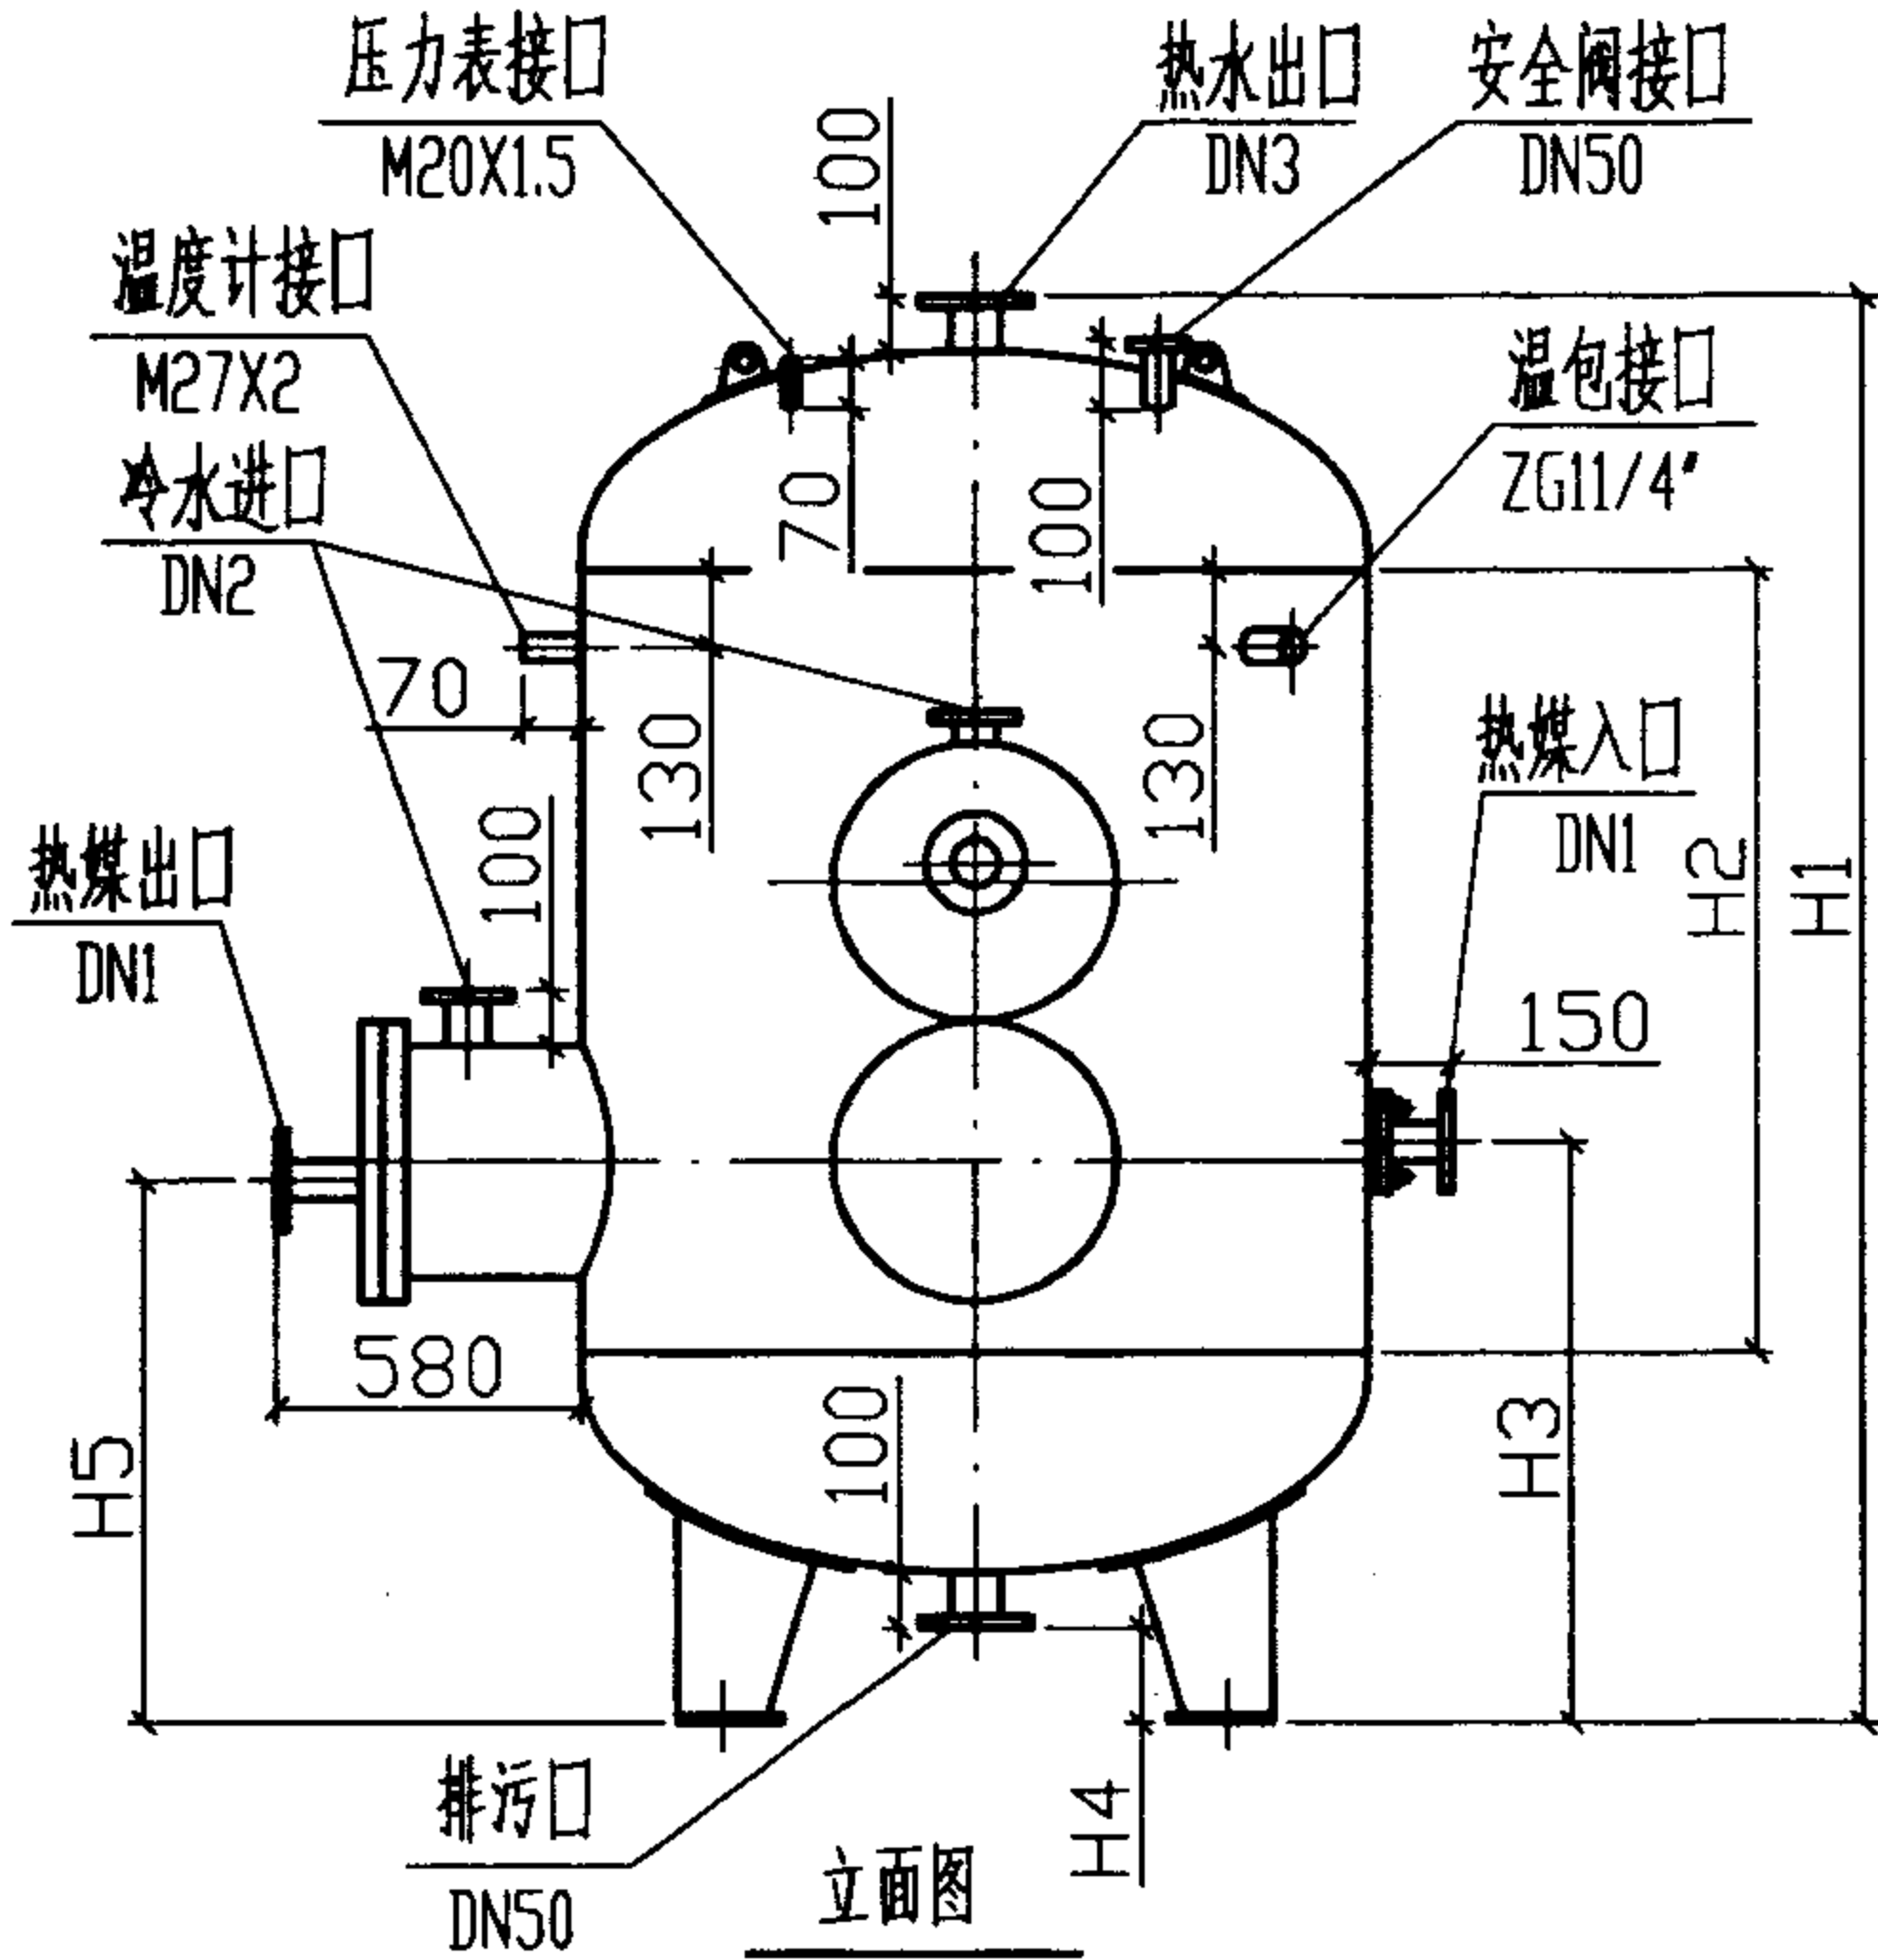 压力表接口
M20X1.5
热水出口
DN3
安全阀接口
DN50
100
温度计接口
M27X2
温包接口
ZG11/4"
冷水进口
DN2
70
100
70
130
130
热媒入口
DN1
热媒出口
DN1
100
H2
H1
150
580
100
H5
H3
排污口
DN50
H4
立面图